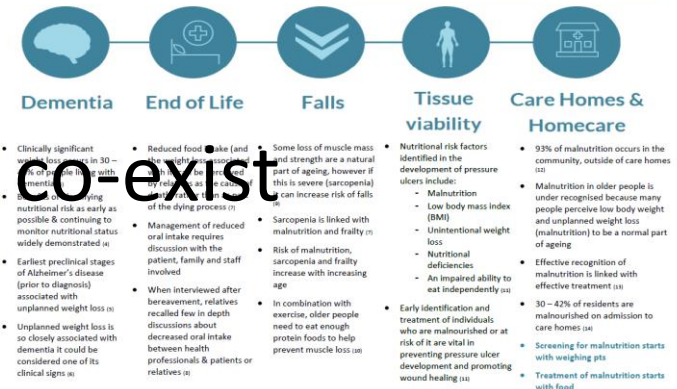 Dementia
End of Life
Falls
Tissue
viability
Care Homes &
Homecare
co-exist
• Clinically significant
weight loss occurs in 30 –
% of people living with
dementia
nutritional risk as early as
possible & continuing to
monitor nutritional status
widely demonstrated (4)
• Earliest preclinical stages
of Alzheimer's disease
(prior to diagnosis)
associated with
unplanned weight loss (5)
• Unplanned weight loss is
so closely associated with
dementia it could be
considered one of its
clinical signs (6)
• Reduced food intake (and
the weight loss associated
with it) can be perceived
by relatives as the cause of
death rather than
of the dying process (7)
• Management of reduced
oral intake requires
discussion with the
patient, family and staff
involved
• When interviewed after
bereavement, relatives
recalled few in depth
discussions about
decreased oral intake
between health
professionals & patients or
relatives (8)
• Some loss of muscle mass
and strength are a natural
part of ageing, however if
this is severe (sarcopenia)
it can increase risk of falls
(9)
• Sarcopenia is linked with
malnutrition and frailty (7)
• Risk of malnutrition,
sarcopenia and frailty
increase with increasing
age
• In combination with
exercise, older people
need to eat enough
protein foods to help
prevent muscle loss (10)
• Nutritional risk factors
identified in the
development of pressure
ulcers include:
- Malnutrition
- Low body mass index
(BMI)
- Unintentional weight
loss
- Nutritional
deficiencies
- An impaired ability to
eat independently (11)
• Early identification and
treatment of individuals
who are malnourished or at
risk of it are vital in
preventing pressure ulcer
development and promoting
wound healing (11)
• 93% of malnutrition occurs in the
community, outside of care homes
(12)
• Malnutrition in older people is
under recognised because many
people perceive low body weight
and unplanned weight loss
(malnutrition) to be a normal part
of ageing
• Effective recognition of
malnutrition is linked with
effective treatment (13)
• 30 – 42% of residents are
malnourished on admission to
care homes (14)
▪ Screening for malnutrition starts
with weighing pts
▪ Treatment of malnutrition starts
with food